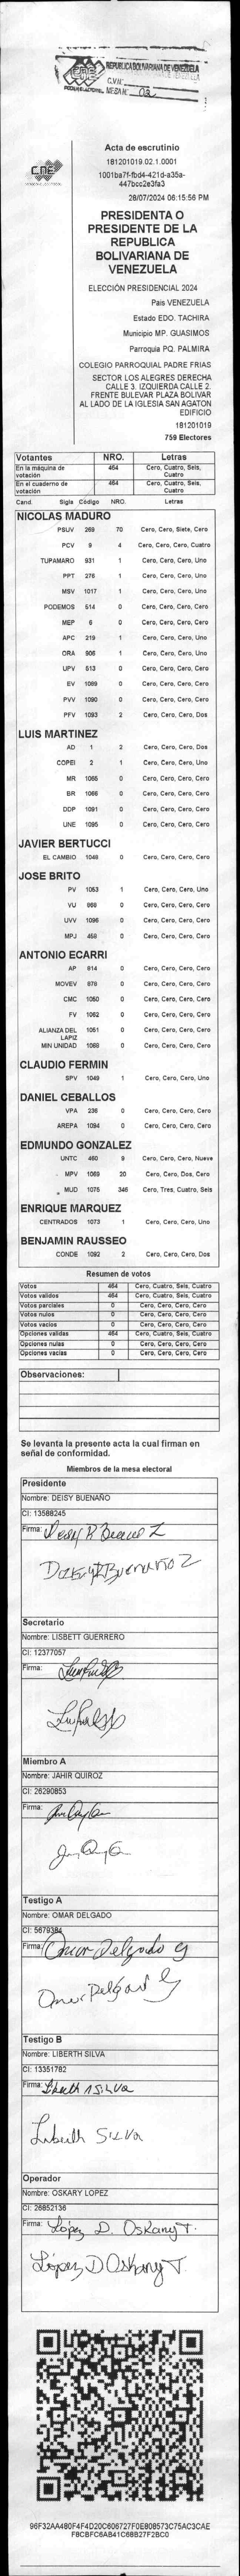 CNE
REPUBLICA BOLIVARIANA DE VENEZUELA
C.V.N°:
PODER ELECTORAL MESA N°: 02
CNE
Acta de escrutinio
181201019.02.1.0001
1001ba7f-fbd4-421d-a35a-
447bcc2e3fa3
28/07/2024 06:15:56 PM
PRESIDENTA O
PRESIDENTE DE LA
REPUBLICA
BOLIVARIANA DE
VENEZUELA
ELECCIÓN PRESIDENCIAL 2024
Pais VENEZUELA
Estado EDO. TACHIRA
Municipio MP. GUASIMOS
Parroquia PQ. PALMIRA
COLEGIO PARROQUIAL PADRE FRIAS
SECTOR LOS ALEGRES DERECHA
CALLE 3. IZQUIERDA CALLE 2.
FRENTE BULEVAR PLAZA BOLIVAR
AL LADO DE LA IGLESIA SAN AGATON
EDIFICIO
181201019
759 Electores
Votantes NRO. Letras
En la máquina de votación 464 Cero, Cuatro, Seis, Cuatro
En el cuaderno de votación 464 Cero, Cuatro, Seis, Cuatro
Cand. Sigla Código NRO. Letras
NICOLAS MADURO
PSUV 269 70 Cero, Cero, Siete, Cero
PCV 9 4 Cero, Cero, Cero, Cuatro
TUPAMARO 931 1 Cero, Cero, Cero, Uno
PPT 276 1 Cero, Cero, Cero, Uno
MSV 1017 1 Cero, Cero, Cero, Uno
PODEMOS 514 0 Cero, Cero, Cero, Cero
MEP 6 0 Cero, Cero, Cero, Cero
APC 219 1 Cero, Cero, Cero, Uno
ORA 906 1 Cero, Cero, Cero, Uno
UPV 513 0 Cero, Cero, Cero, Cero
EV 1089 0 Cero, Cero, Cero, Cero
PVV 1090 0 Cero, Cero, Cero, Cero
PFV 1093 2 Cero, Cero, Cero, Dos
LUIS MARTINEZ
AD 1 2 Cero, Cero, Cero, Dos
COPEI 2 1 Cero, Cero, Cero, Uno
MR 1065 0 Cero, Cero, Cero, Cero
BR 1066 0 Cero, Cero, Cero, Cero
DDP 1091 0 Cero, Cero, Cero, Cero
UNE 1095 0 Cero, Cero, Cero, Cero
JAVIER BERTUCCI
EL CAMBIO 1048 0 Cero, Cero, Cero, Cero
JOSE BRITO
PV 1053 1 Cero, Cero, Cero, Uno
VU 868 0 Cero, Cero, Cero, Cero
UVV 1096 0 Cero, Cero, Cero, Cero
MPJ 458 0 Cero, Cero, Cero, Cero
ANTONIO ECARRI
AP 914 0 Cero, Cero, Cero, Cero
MOVEV 878 0 Cero, Cero, Cero, Cero
CMC 1050 0 Cero, Cero, Cero, Cero
FV 1062 0 Cero, Cero, Cero, Cero
ALIANZA DEL LAPIZ 1051 0 Cero, Cero, Cero, Cero
MIN UNIDAD 1088 0 Cero, Cero, Cero, Cero
CLAUDIO FERMIN
SPV 1049 1 Cero, Cero, Cero, Uno
DANIEL CEBALLOS
VPA 236 0 Cero, Cero, Cero, Cero
AREPA 1094 0 Cero, Cero, Cero, Cero
EDMUNDO GONZALEZ
UNTC 460 9 Cero, Cero, Cero, Nueve
MPV 1069 20 Cero, Cero, Dos, Cero
MUD 1075 346 Cero, Tres, Cuatro, Seis
ENRIQUE MARQUEZ
CENTRADOS 1073 1 Cero, Cero, Cero, Uno
BENJAMIN RAUSSEO
CONDE 1092 2 Cero, Cero, Cero, Dos
Resumen de votos
Votos 464 Cero, Cuatro, Seis, Cuatro
Votos validos 464 Cero, Cuatro, Seis, Cuatro
Votos parciales 0 Cero, Cero, Cero, Cero
Votos nulos 0 Cero, Cero, Cero, Cero
Votos vacios 0 Cero, Cero, Cero, Cero
Opciones validas 464 Cero, Cuatro, Seis, Cuatro
Opciones nulas 0 Cero, Cero, Cero, Cero
Opciones vacias 0 Cero, Cero, Cero, Cero
Observaciones:
Se levanta la presente acta la cual firman en
señal de conformidad.
Miembros de la mesa electoral
Presidente
Nombre: DEISY BUENAÑO
CI: 13588245
Firma:
Secretario
Nombre: LISBETT GUERRERO
CI: 12377057
Firma:
Miembro A
Nombre: JAHIR QUIROZ
CI: 26290853
Firma:
Testigo A
Nombre: OMAR DELGADO
CI: 5679384
Firma: Omar Delgado
Omar Delgado
Testigo B
Nombre: LIBERTH SILVA
CI: 13351782
Firma: Liberth Silva
Liberth Silva
Operador
Nombre: OSKARY LOPEZ
CI: 26852136
Firma: López D. Oskary T.
López D Oskary T.
96F32AA480F4F4D20C606727F0E808573C75AC3CAE
F8CBFC6AB41C68B27F2BC0